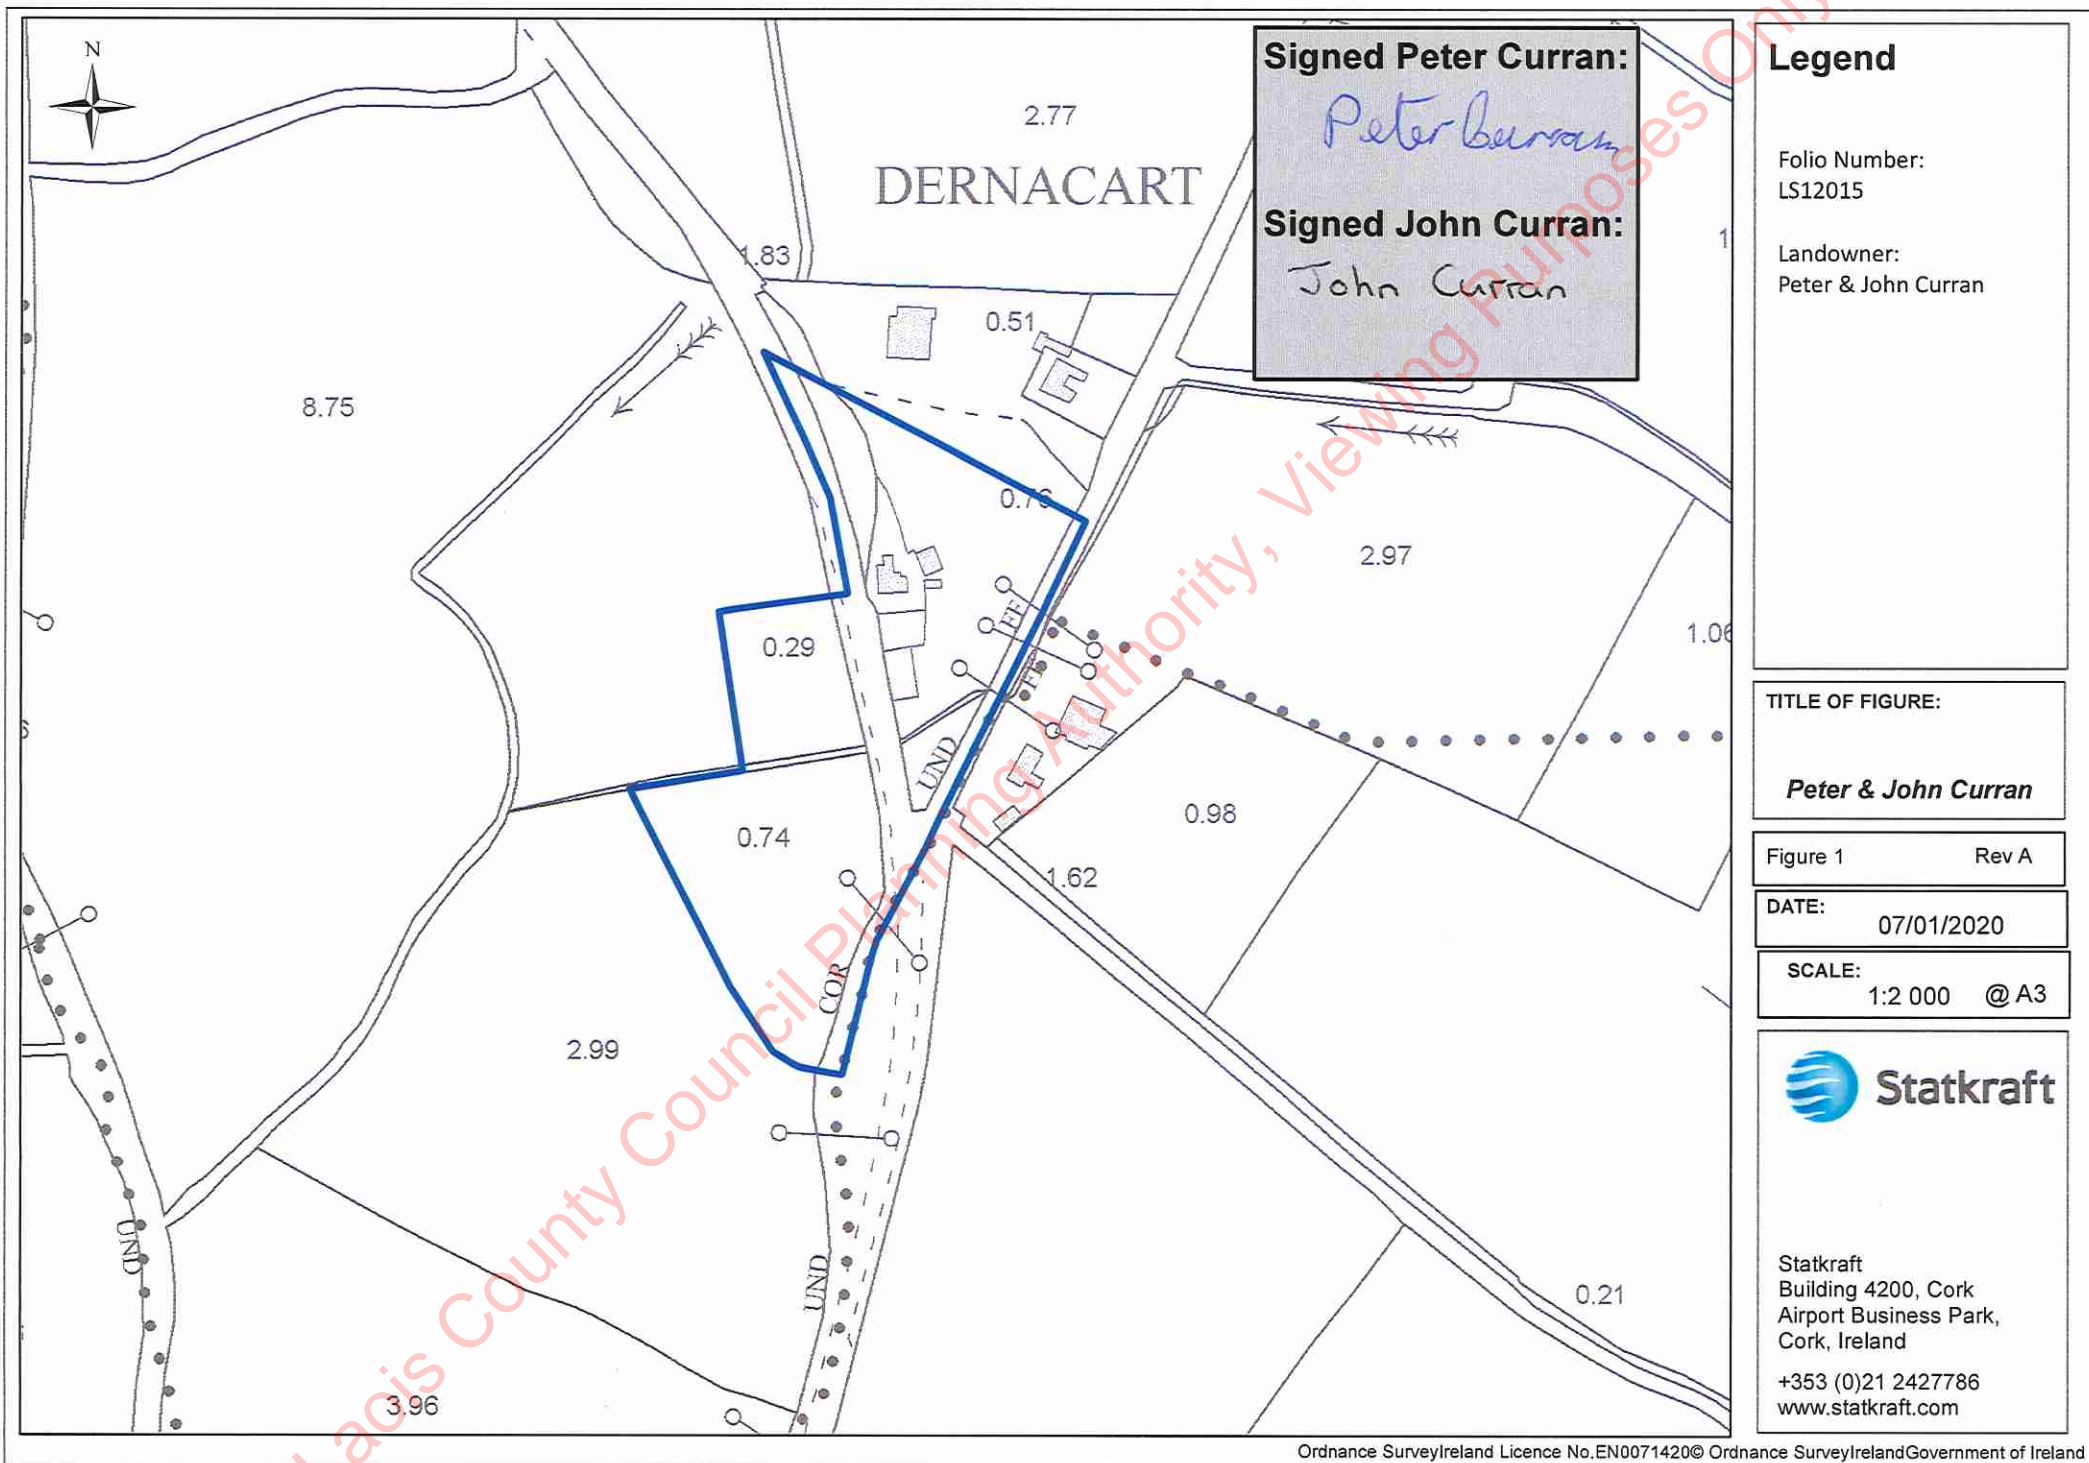 N
Signed Peter Curran:
Peter Curran
Signed John Curran:
John Curran
2.77
DERNACART
1.83
0.51
8.75
0.76
2.97
1.06
0.29
FF
FF
UND
0.74
0.98
1.62
COR
2.99
UND
UND
0.21
3.96
Laois County Council Planning Authority, Viewing Purposes Only
Legend
Folio Number:
LS12015
Landowner:
Peter & John Curran
TITLE OF FIGURE:
Peter & John Curran
Figure 1 Rev A
DATE:
07/01/2020
SCALE:
1:2 000 @ A3
Statkraft
Statkraft
Building 4200, Cork
Airport Business Park,
Cork, Ireland
+353 (0)21 2427786
www.statkraft.com
Ordnance SurveyIreland Licence No.EN0071420© Ordnance SurveyIrelandGovernment of Ireland